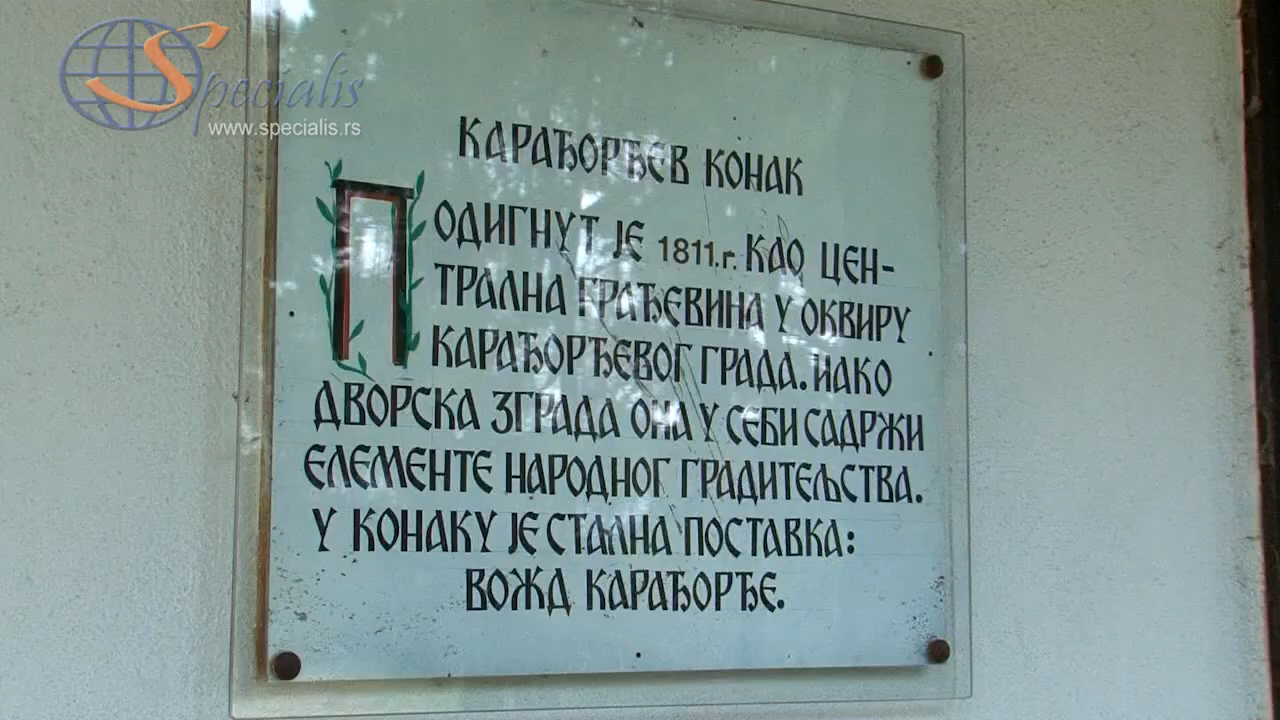 Specialis
www.specialis.rs
КАРАЂОРЂЕВ КОНАК
ПОДИГНУТ ЈЕ 1811.г. КАО ЦЕН-
ТРАЛНА ГРАЂЕВИНА У ОКВИРУ
КАРАЂОРЂЕВОГ ГРАДА. ИАКО
ДВОРСКА ЗГРАДА ОНА У СЕБИ САДРЖИ
ЕЛЕМЕНТЕ НАРОДНОГ ГРАДИТЕЉСТВА.
У КОНАКУ ЈЕ СТАЛНА ПОСТАВКА:
ВОЖД КАРАЂОРЂЕ.